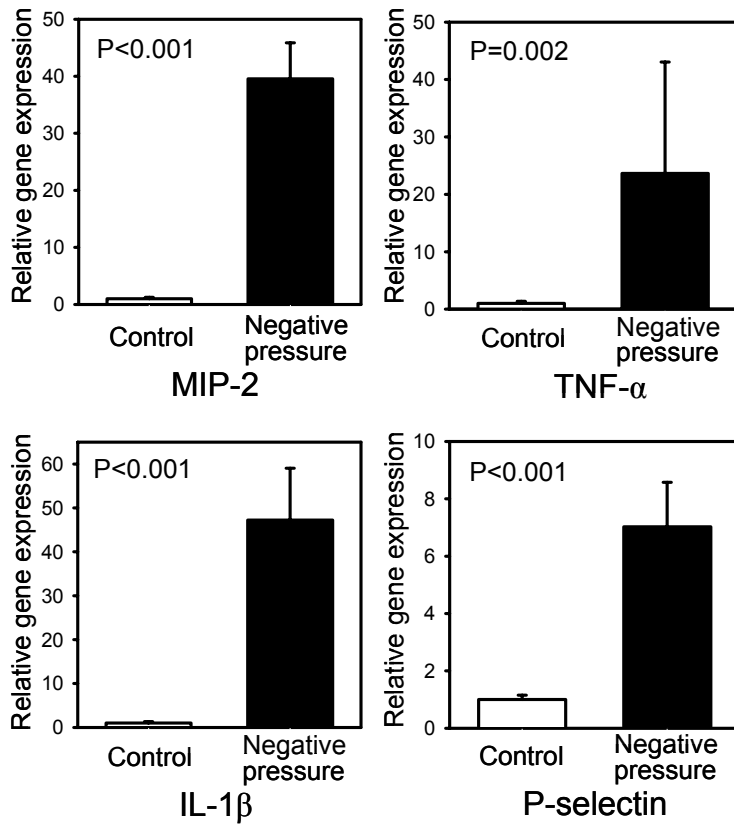 Relative gene expression
50
40
30
20
10
0
P<0.001
Control
Negative
pressure
MIP-2
Relative gene expression
50
40
30
20
10
0
P=0.002
Control
Negative
pressure
TNF-α
Relative gene expression
60
50
40
30
20
10
0
P<0.001
Control
Negative
pressure
IL-1β
Relative gene expression
10
8
6
4
2
0
P<0.001
Control
Negative
pressure
P-selectin